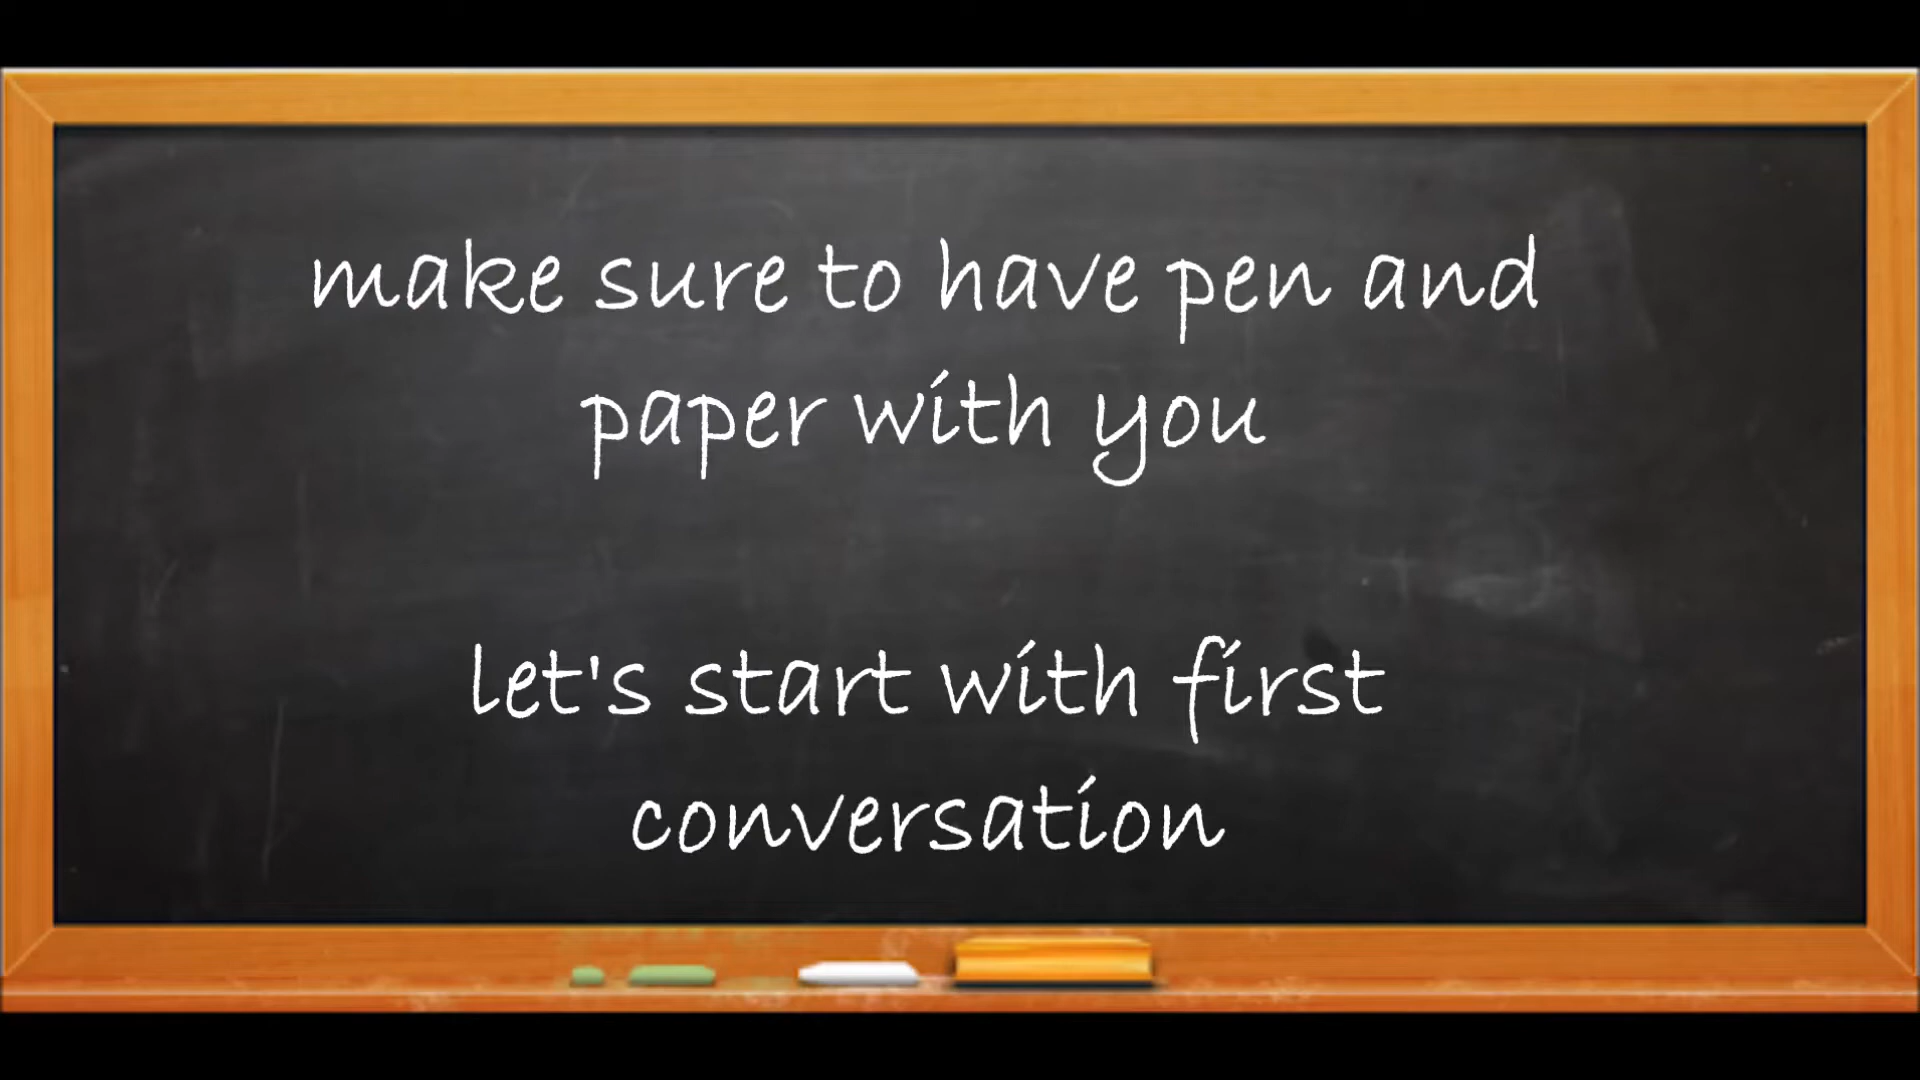 make sure to have pen and
paper with you
let's start with first
conversation